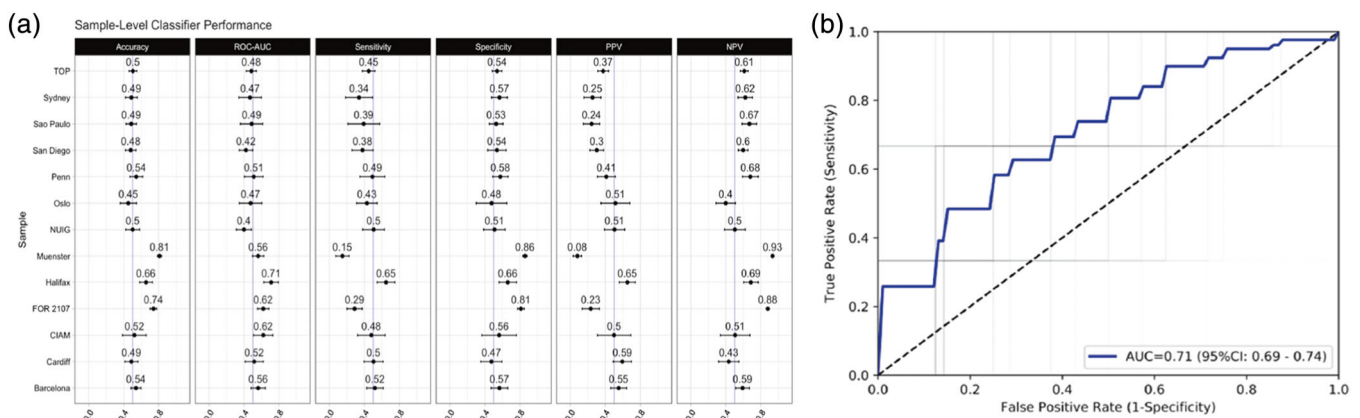 (a)
Sample-Level Classifier Performance
Accuracy ROC-AUC Sensitivity Specificity PPV NPV
TOP 0.5 0.48 0.45 0.54 0.37 0.61
Sydney 0.49 0.47 0.34 0.57 0.25 0.62
Sao Paulo 0.49 0.49 0.39 0.53 0.24 0.67
San Diego 0.48 0.42 0.38 0.54 0.3 0.6
Penn 0.54 0.51 0.49 0.58 0.41 0.68
Oslo 0.45 0.47 0.43 0.48 0.51 0.4
NUIG 0.5 0.4 0.5 0.51 0.51 0.5
Muenster 0.81 0.56 0.15 0.86 0.08 0.93
Halifax 0.66 0.71 0.65 0.66 0.65 0.69
FOR 2107 0.74 0.62 0.29 0.81 0.23 0.88
CIAM 0.52 0.62 0.48 0.56 0.5 0.51
Cardiff 0.49 0.52 0.5 0.47 0.59 0.43
Barcelona 0.54 0.56 0.52 0.57 0.55 0.59
Sample
(b)
1.0
0.8
0.6
0.4
0.2
0.0
0.0 0.2 0.4 0.6 0.8 1.0
True Positive Rate (Sensitivity)
False Positive Rate (1-Specificity)
AUC=0.71 (95%CI: 0.69 - 0.74)